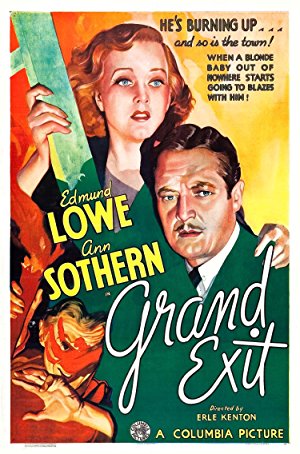 HE'S BURNING UP...
and so is the town!
WHEN A BLONDE
BABY OUT OF
NOWHERE STARTS
GOING TO BLAZES
WITH HIM!
Edmund
LOWE
Ann
SOTHERN
in
Grand
Exit
Directed by
ERLE KENTON
A COLUMBIA PICTURE